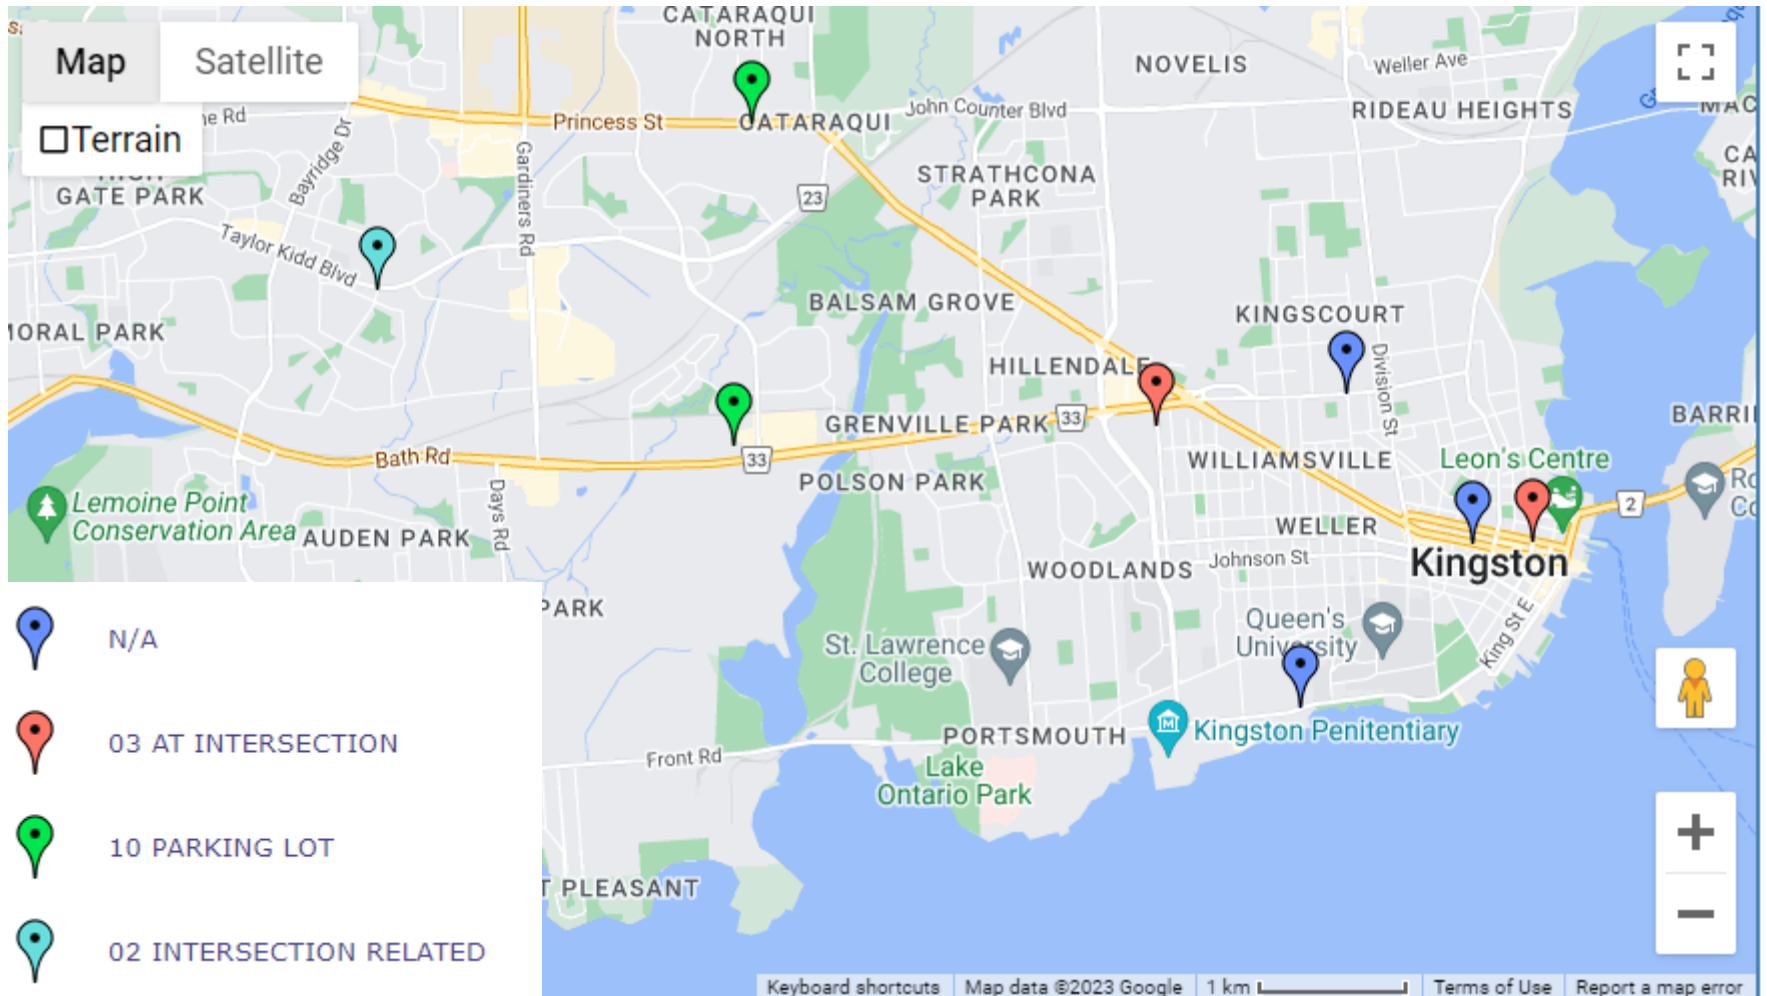 CATARAQUI
NORTH
Map
Satellite
NOVELIS
Weller Ave
RIDEAU HEIGHTS
John Counter Blvd
Princess St
CATARAQUI
ne Rd
Terrain
Bayridge Dr
Gardiners Rd
GATE PARK
23
STRATHCONA
PARK
Taylor Kidd Blvd
BALSAM GROVE
KINGSCOURT
MORAL PARK
HILLENDALE
Division St
GRENVILLE PARK
33
BARRI
Bath Rd
33
WILLIAMSVILLE
Leon's Centre
POLSON PARK
Days Rd
Lemoine Point
Conservation Area
AUDEN PARK
2
WELLER
Johnson St
Kingston
WOODLANDS
PARK
Queen's
University
King St E
St. Lawrence
College
Kingston Penitentiary
PORTSMOUTH
Front Rd
Lake
Ontario Park
T PLEASANT
N/A
03 AT INTERSECTION
10 PARKING LOT
02 INTERSECTION RELATED
Keyboard shortcuts
Map data ©2023 Google
1 km
Terms of Use
Report a map error